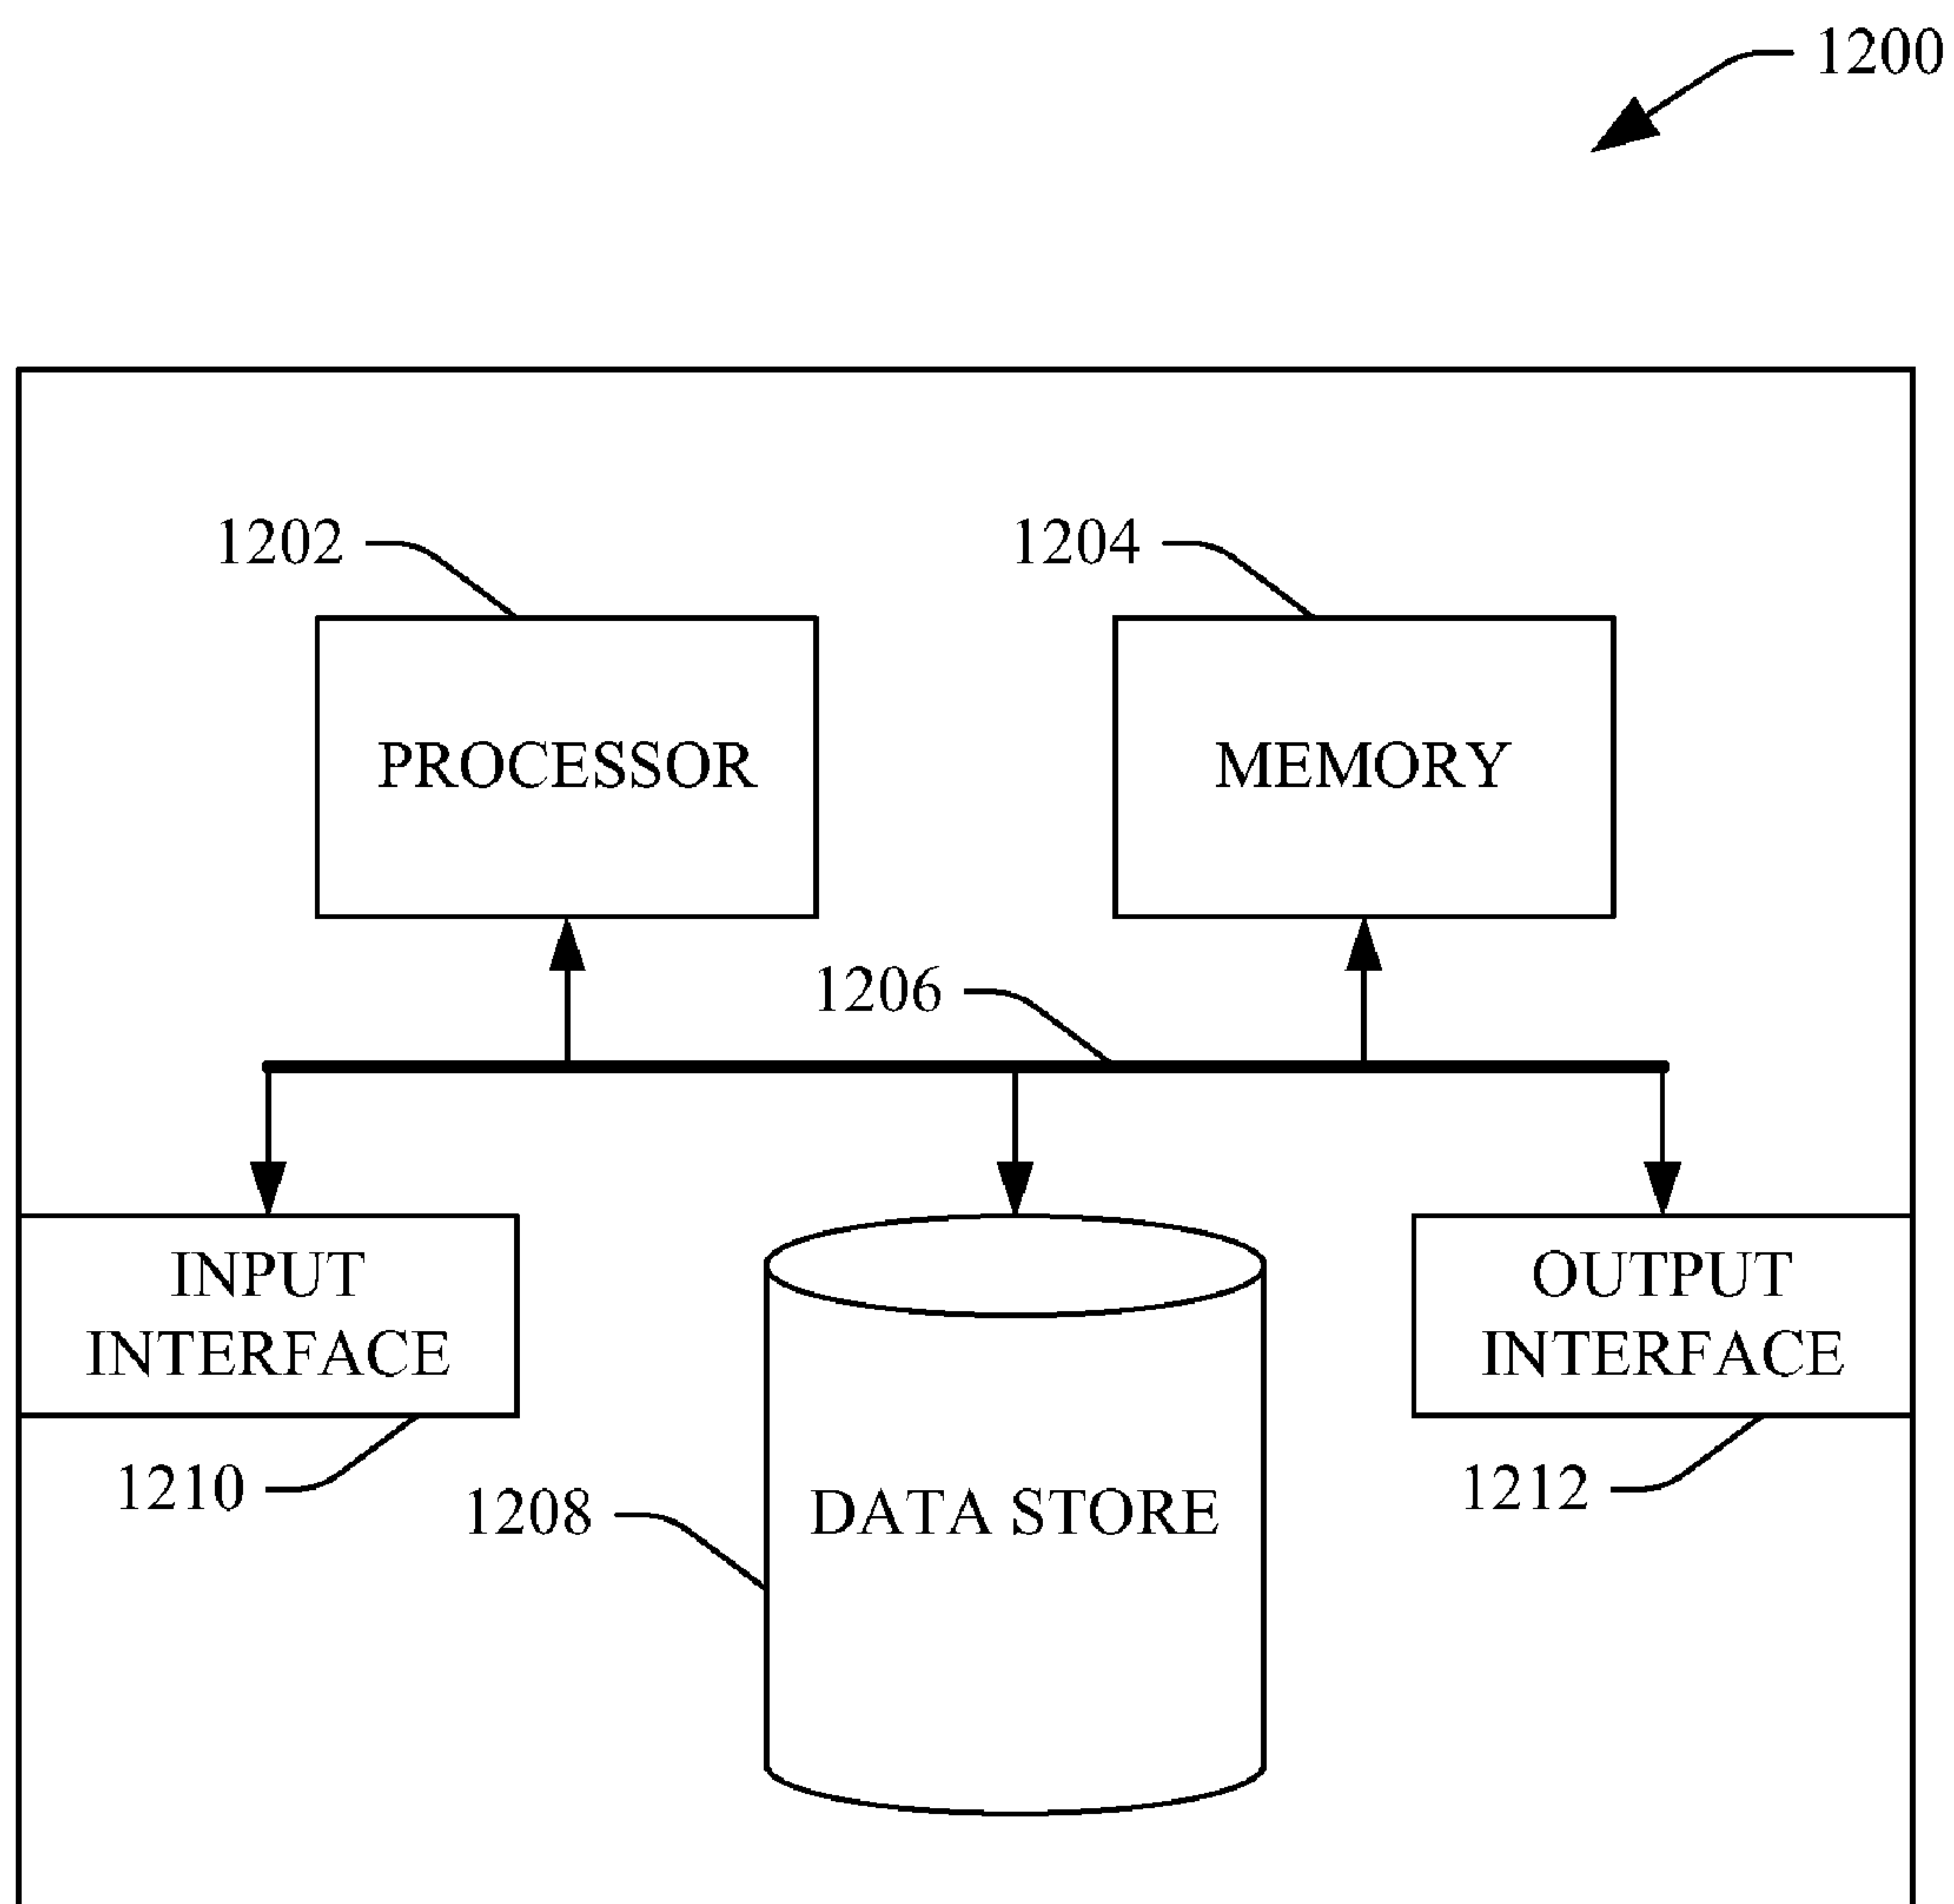 1200
1202
1204
PROCESSOR
MEMORY
1206
INPUT
INTERFACE
OUTPUT
INTERFACE
1210
1208
DATA STORE
1212